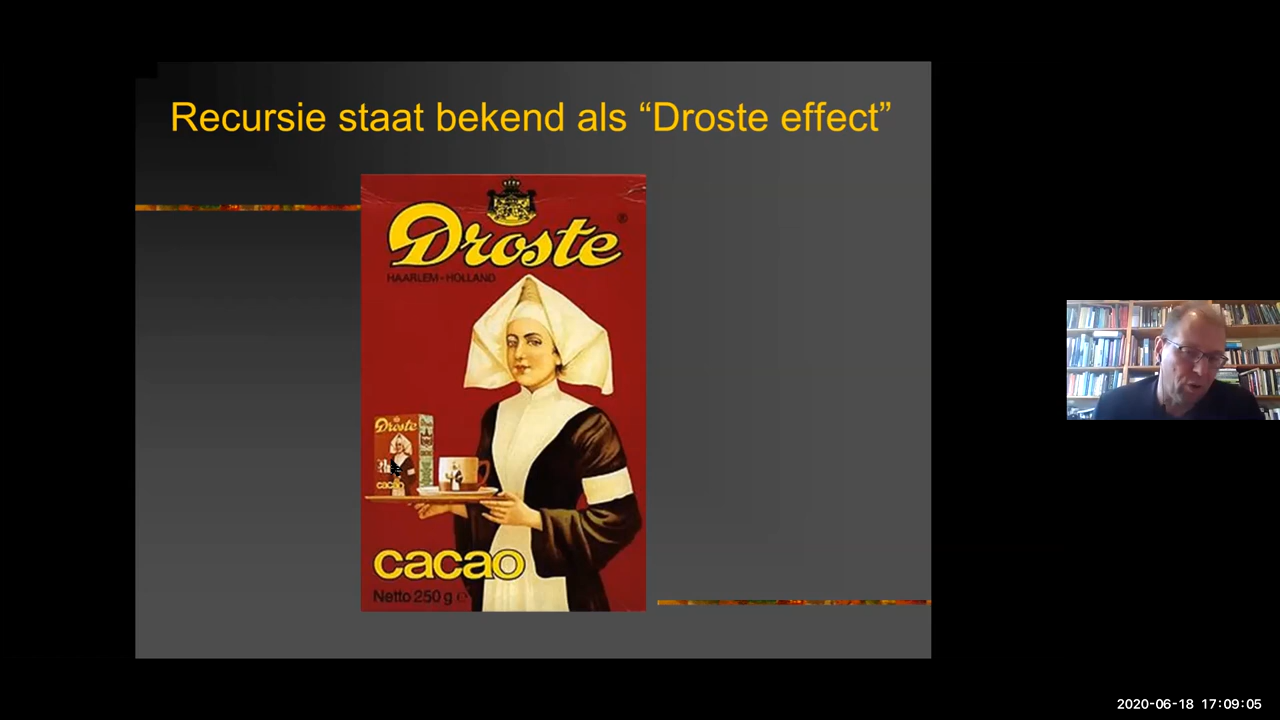 Recursie staat bekend als “Droste effect”
Droste
®
HAARLEM-HOLLAND
Droste
cacao
cacao
Netto 250 g e
2020-06-18 17:09:05